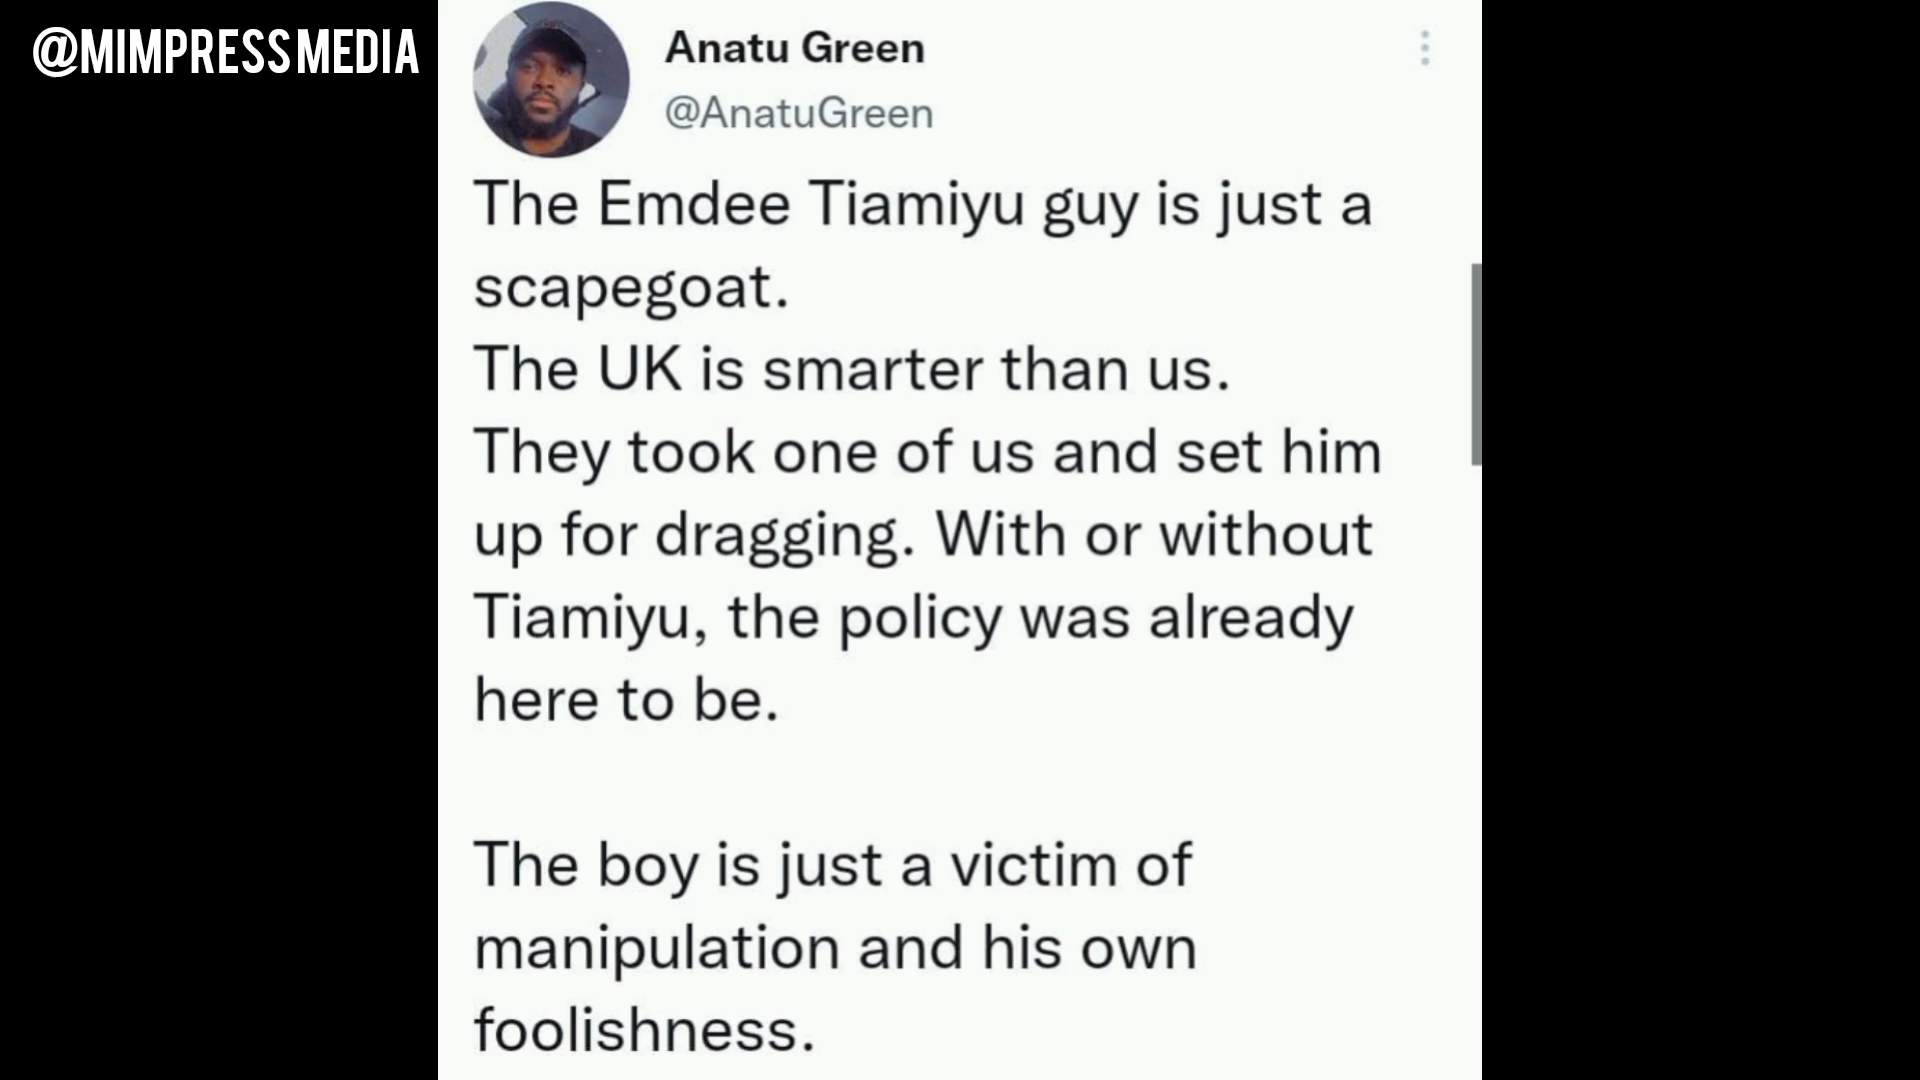 @MIMPRESSMEDIA
Anatu Green
@AnatuGreen
The Emdee Tiamiyu guy is just a
scapegoat.
The UK is smarter than us.
They took one of us and set him
up for dragging. With or without
Tiamiyu, the policy was already
here to be.
The boy is just a victim of
manipulation and his own
foolishness.